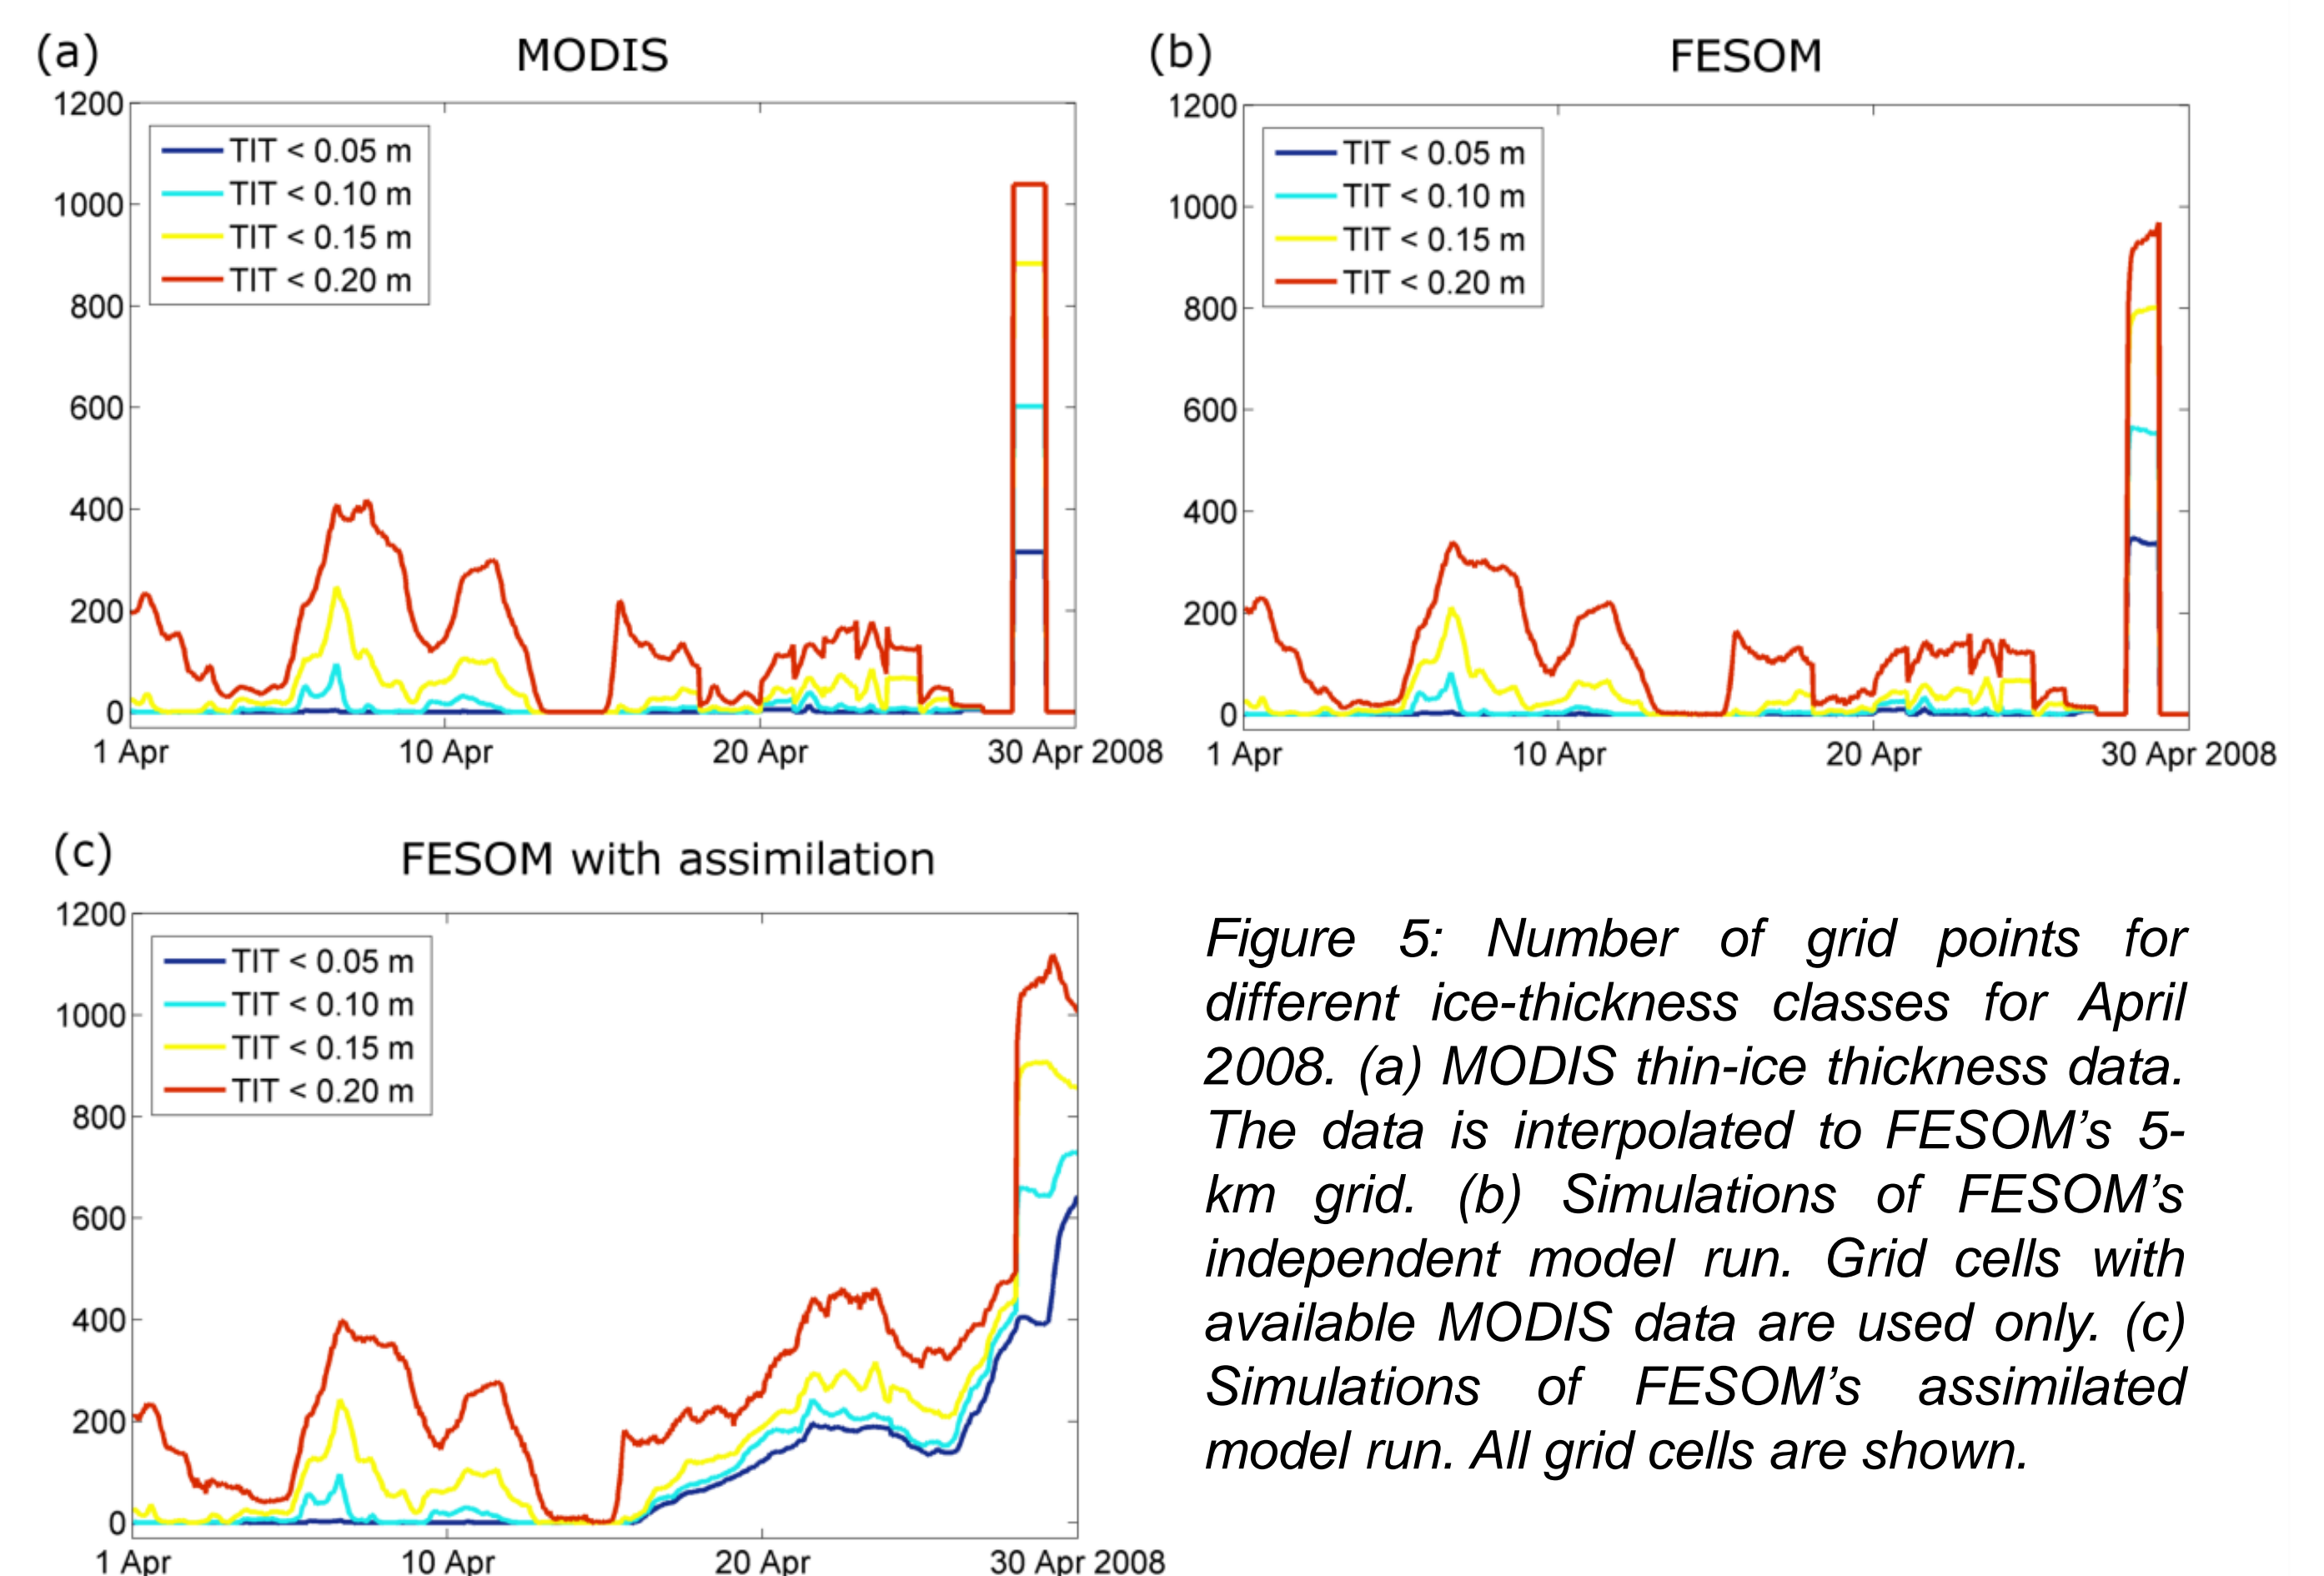 (a)
MODIS
1200
1000
800
600
400
200
0
TIT < 0.05 m
TIT < 0.10 m
TIT < 0.15 m
TIT < 0.20 m
1 Apr
10 Apr
20 Apr
30 Apr 2008
(b)
FESOM
1200
1000
800
600
400
200
0
TIT < 0.05 m
TIT < 0.10 m
TIT < 0.15 m
TIT < 0.20 m
1 Apr
10 Apr
20 Apr
30 Apr 2008
(c)
FESOM with assimilation
1200
1000
800
600
400
200
0
TIT < 0.05 m
TIT < 0.10 m
TIT < 0.15 m
TIT < 0.20 m
1 Apr
10 Apr
20 Apr
30 Apr 2008
Figure 5: Number of grid points for
different ice-thickness classes for April
2008. (a) MODIS thin-ice thickness data.
The data is interpolated to FESOM’s 5-
km grid. (b) Simulations of FESOM’s
independent model run. Grid cells with
available MODIS data are used only. (c)
Simulations of FESOM’s assimilated
model run. All grid cells are shown.